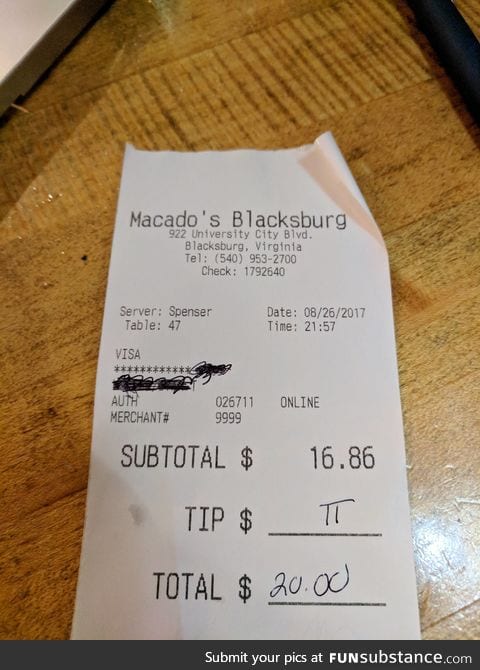 Macado's Blacksburg
922 University City Blvd.
Blacksburg, Virginia
Tel: (540) 953-2700
Check: 1792640
Server: Spenser Date: 08/26/2017
Table: 47 Time: 21:57
VISA
************
AUTH 026711 ONLINE
MERCHANT# 9999
SUBTOTAL $ 16.86
TIP $ π
TOTAL $ 20.00
Submit your pics at FUNsubstance.com